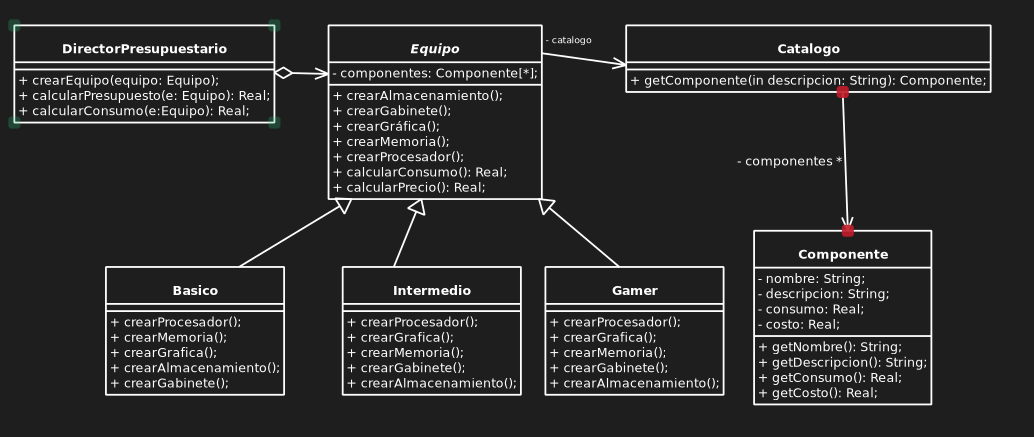 DirectorPresupuestario
+ crearEquipo(equipo: Equipo);
+ calcularPresupuesto(e: Equipo): Real;
+ calcularConsumo(e:Equipo): Real;
Equipo
- componentes: Componente[*];
+ crearAlmacenamiento();
+ crearGabinete();
+ crearGráfica();
+ crearMemoria();
+ crearProcesador();
+ calcularConsumo(): Real;
+ calcularPrecio(): Real;
- catalogo
Catalogo
+ getComponente(in descripcion: String): Componente;
- componentes *
Basico
+ crearProcesador();
+ crearMemoria();
+ crearGrafica();
+ crearAlmacenamiento();
+ crearGabinete();
Intermedio
+ crearProcesador();
+ crearGrafica();
+ crearMemoria();
+ crearGabinete();
+ crearAlmacenamiento();
Gamer
+ crearProcesador();
+ crearGrafica();
+ crearMemoria();
+ crearGabinete();
+ crearAlmacenamiento();
Componente
- nombre: String;
- descripcion: String;
- consumo: Real;
- costo: Real;
+ getNombre(): String;
+ getDescripcion(): String;
+ getConsumo(): Real;
+ getCosto(): Real;